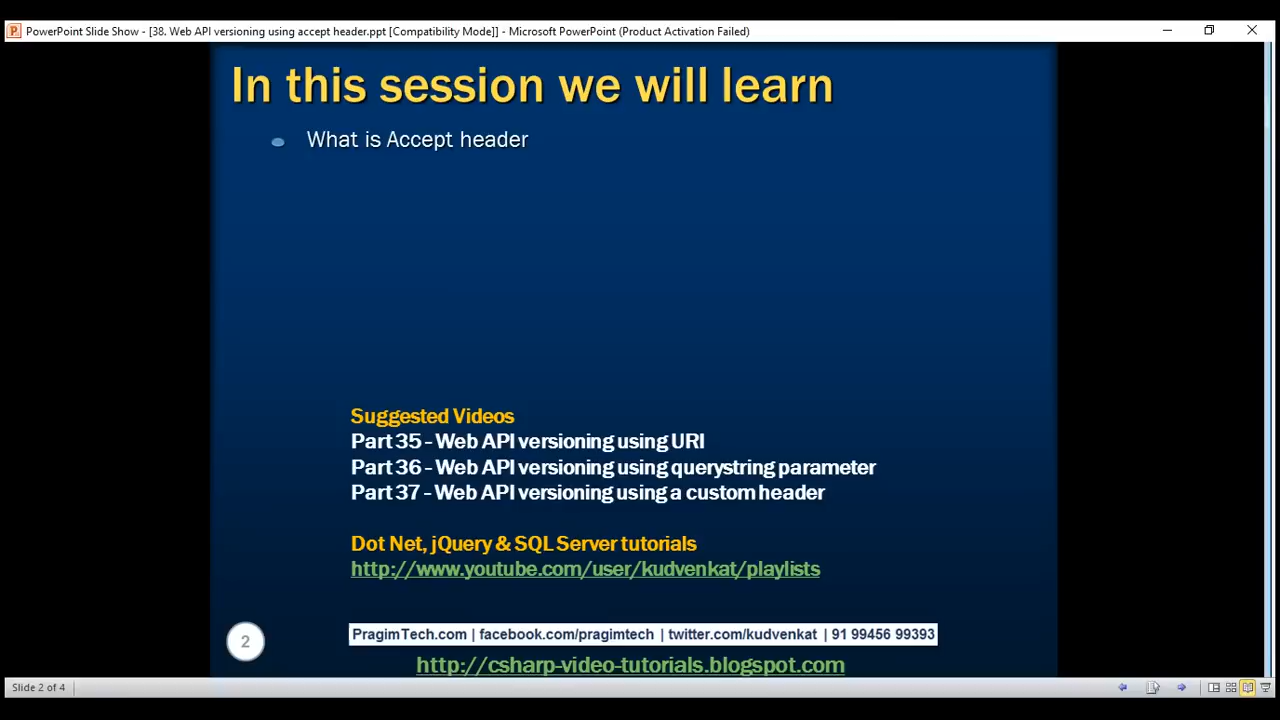 PowerPoint Slide Show - [38. Web API versioning using accept header.ppt [Compatibility Mode]] - Microsoft PowerPoint (Product Activation Failed)
In this session we will learn
What is Accept header
Suggested Videos
Part 35 - Web API versioning using URI
Part 36 - Web API versioning using querystring parameter
Part 37 - Web API versioning using a custom header
Dot Net, jQuery & SQL Server tutorials
http://www.youtube.com/user/kudvenkat/playlists
2
PragimTech.com | facebook.com/pragimtech | twitter.com/kudvenkat | 91 99456 99393
http://csharp-video-tutorials.blogspot.com
Slide 2 of 4